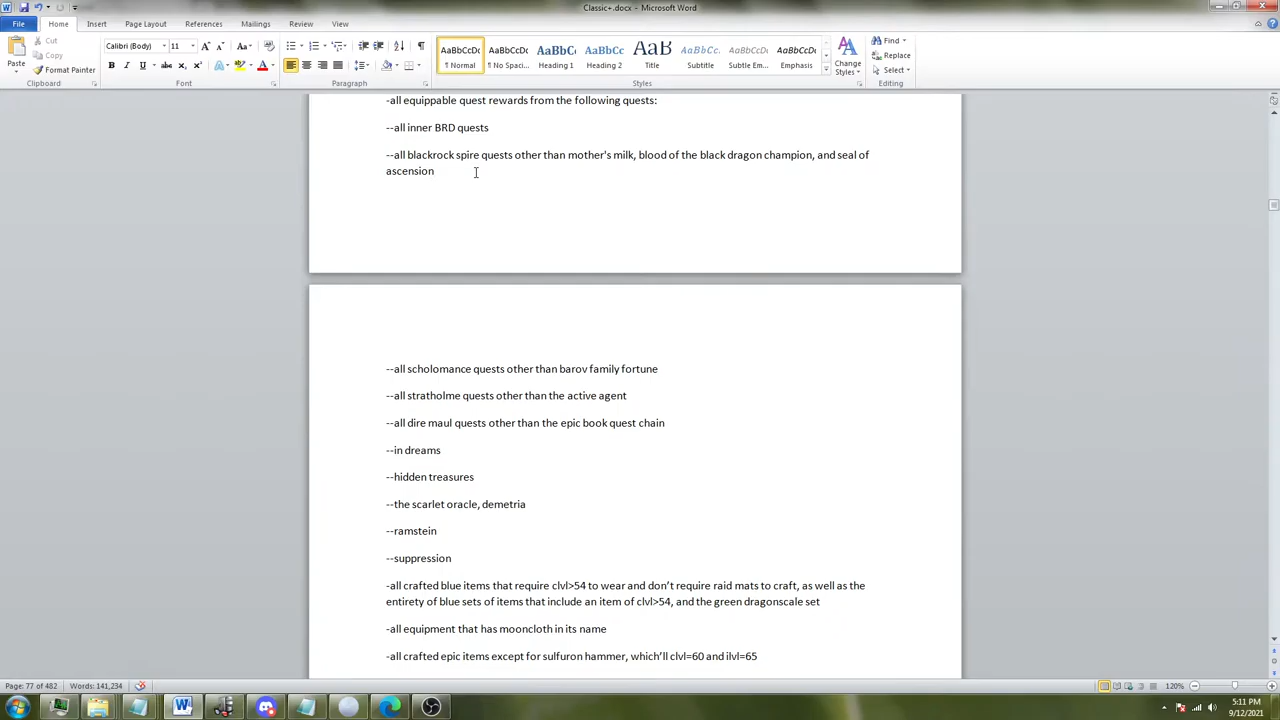 Classic+.docx - Microsoft Word
File Home Insert Page Layout References Mailings Review View
Paste
Cut
Copy
Format Painter
Clipboard
Calibri (Body) 11
Font
Paragraph
AaBbCcDc AaBbCcDc AaBbC AaBbCc AaB AaBbCcL AaBbCcDc AaBbCcDc
¶ Normal ¶ No Spaci... Heading 1 Heading 2 Title Subtitle Subtle Em... Emphasis
Styles
Change Styles
Find
Replace
Select
Editing
-all equippable quest rewards from the following quests:
--all inner BRD quests
--all blackrock spire quests other than mother's milk, blood of the black dragon champion, and seal of
ascension
--all scholomance quests other than barov family fortune
--all stratholme quests other than the active agent
--all dire maul quests other than the epic book quest chain
--in dreams
--hidden treasures
--the scarlet oracle, demetria
--ramstein
--suppression
-all crafted blue items that require clvl>54 to wear and don't require raid mats to craft, as well as the
entirety of blue sets of items that include an item of clvl>54, and the green dragonscale set
-all equipment that has mooncloth in its name
-all crafted epic items except for sulfuron hammer, which'll clvl=60 and ilvl=65
Page: 77 of 482 Words: 141,234 120%
5:11 PM
9/12/2021